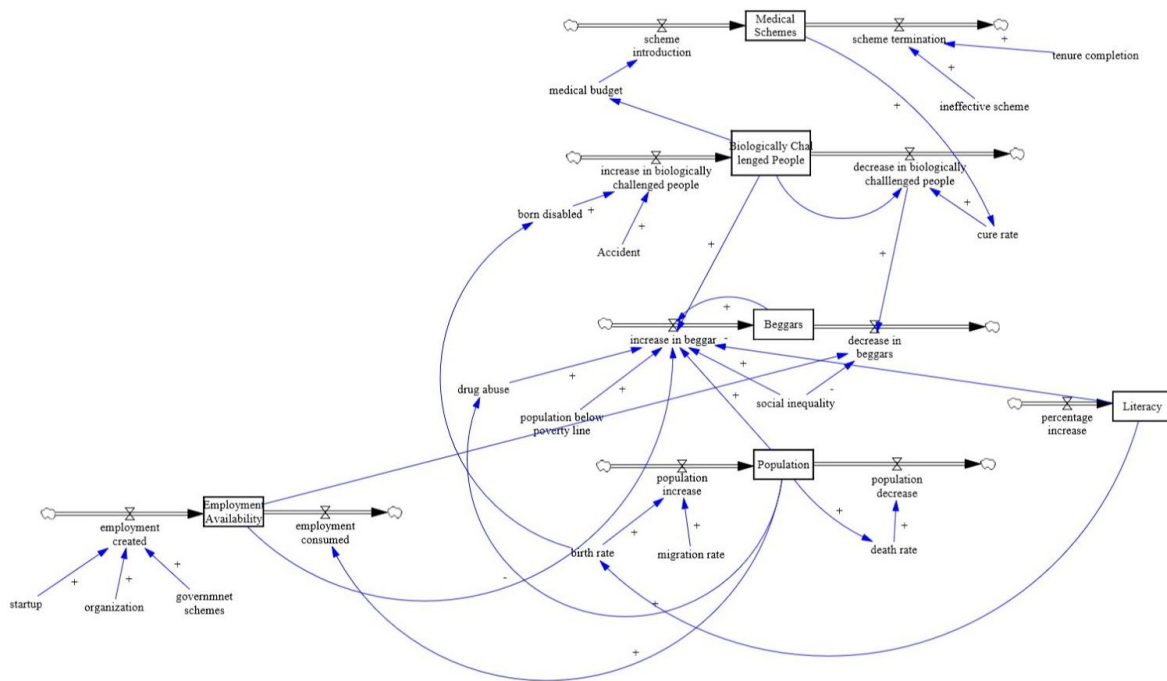 Medical
Schemes
scheme
introduction
scheme termination
+
tenure completion
medical budget
+
ineffective scheme
+
Biologically Chal
lenged People
increase in biologically
challenged people
decrease in biologically
challlenged people
born disabled
+
+
+
cure rate
Accident
+
+
+
Beggars
increase in beggar
-
decrease in
beggars
drug abuse
+
+
+
+
-
population below
poverty line
social inequality
percentage
increase
Literacy
Population
population
increase
population
decrease
Employment
Availability
employment
created
employment
consumed
+
+
+
+
birth rate
migration rate
death rate
+
+
+
-
startup
organization
governmnet
schemes
+
+